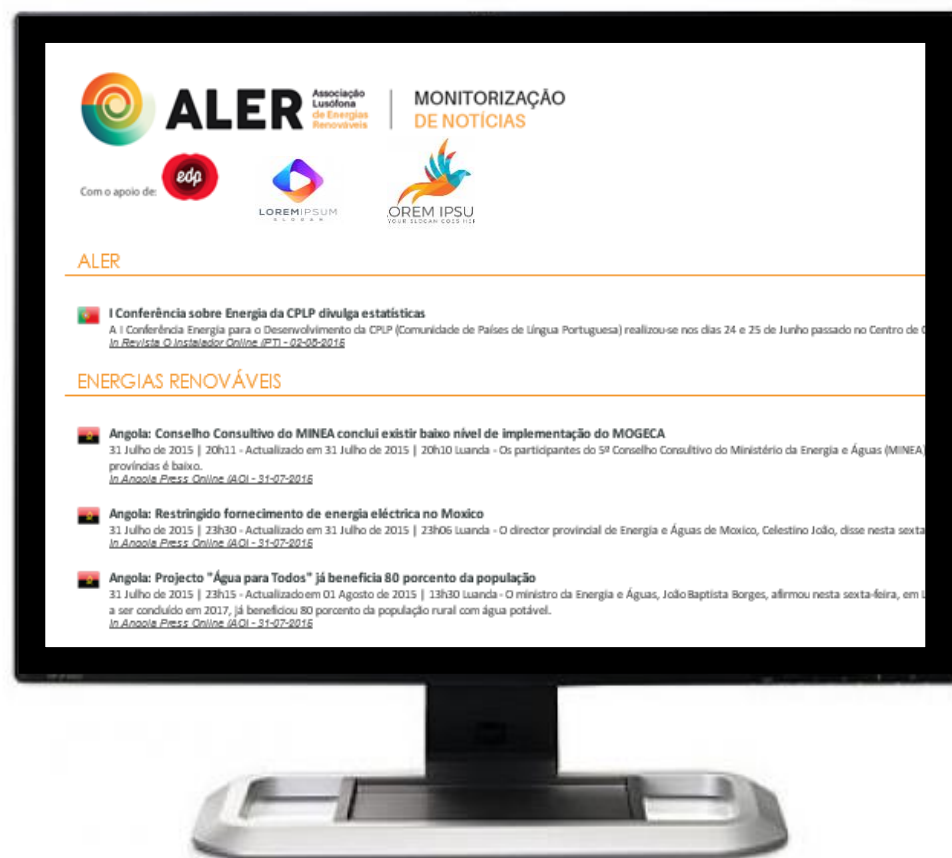 ALER
Associação
Lusófona
de Energias
Renováveis
MONITORIZAÇÃO
DE NOTÍCIAS
Com o apoio de:
edp
LOREMIPSUM
SLOGAN
OREM IPSU
YOUR SLOGAN GOES HER
ALER
I Conferência sobre Energia da CPLP divulga estatísticas
A I Conferência Energia para o Desenvolvimento da CPLP (Comunidade de Países de Língua Portuguesa) realizou-se nos dias 24 e 25 de Junho passado no Centro de
In Revista O Instalador Online (PT) - 02-08-2015
ENERGIAS RENOVÁVEIS
Angola: Conselho Consultivo do MINEA conclui existir baixo nível de implementação do MOGECA
31 Julho de 2015 | 20h11 - Actualizado em 31 Julho de 2015 | 20h10 Luanda - Os participantes do 5º Conselho Consultivo do Ministério da Energia e Águas (MINEA)
províncias é baixo.
In Angola Press Online (AO) - 31-07-2015
Angola: Restringido fornecimento de energia eléctrica no Moxico
31 Julho de 2015 | 23h30 - Actualizado em 31 Julho de 2015 | 23h06 Luanda - O director provincial de Energia e Águas de Moxico, Celestino João, disse nesta sexta
In Angola Press Online (AO) - 31-07-2015
Angola: Projecto "Água para Todos" já beneficia 80 porcento da população
31 Julho de 2015 | 23h15 - Actualizado em 01 Agosto de 2015 | 13h30 Luanda - O ministro da Energia e Águas, João Baptista Borges, afirmou nesta sexta-feira, em
a ser concluído em 2017, já beneficiou 80 porcento da população rural com água potável.
In Angola Press Online (AO) - 31-07-2015